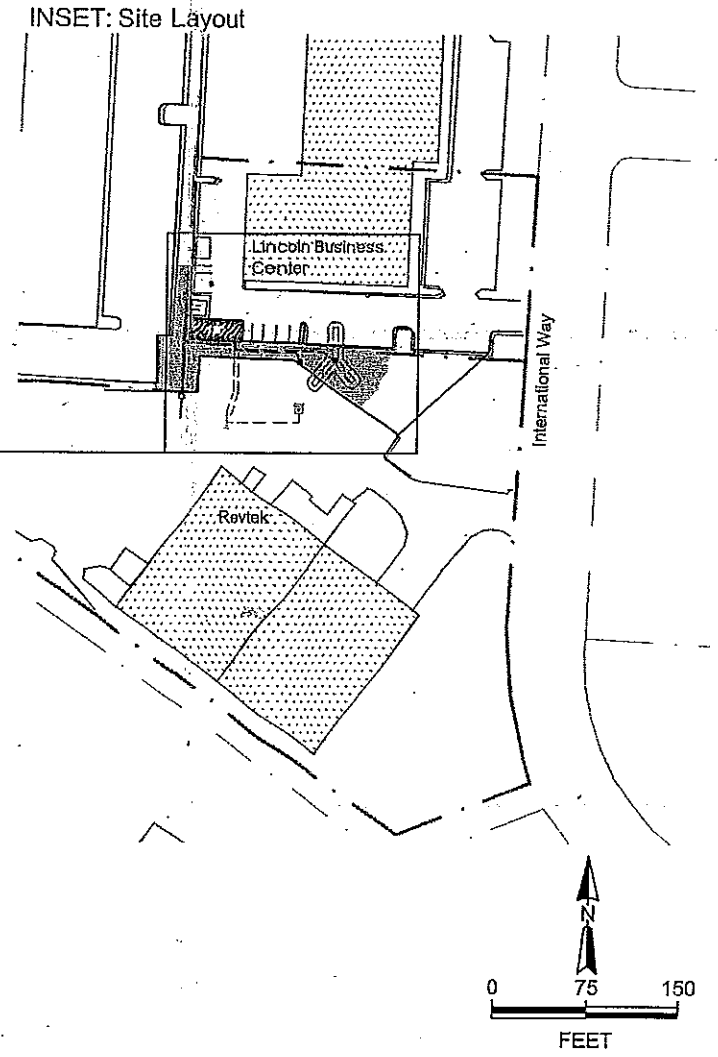 INSET: Site Layout
Lincoln Business
Center
International Way
Revtek
N
0 75 150
FEET